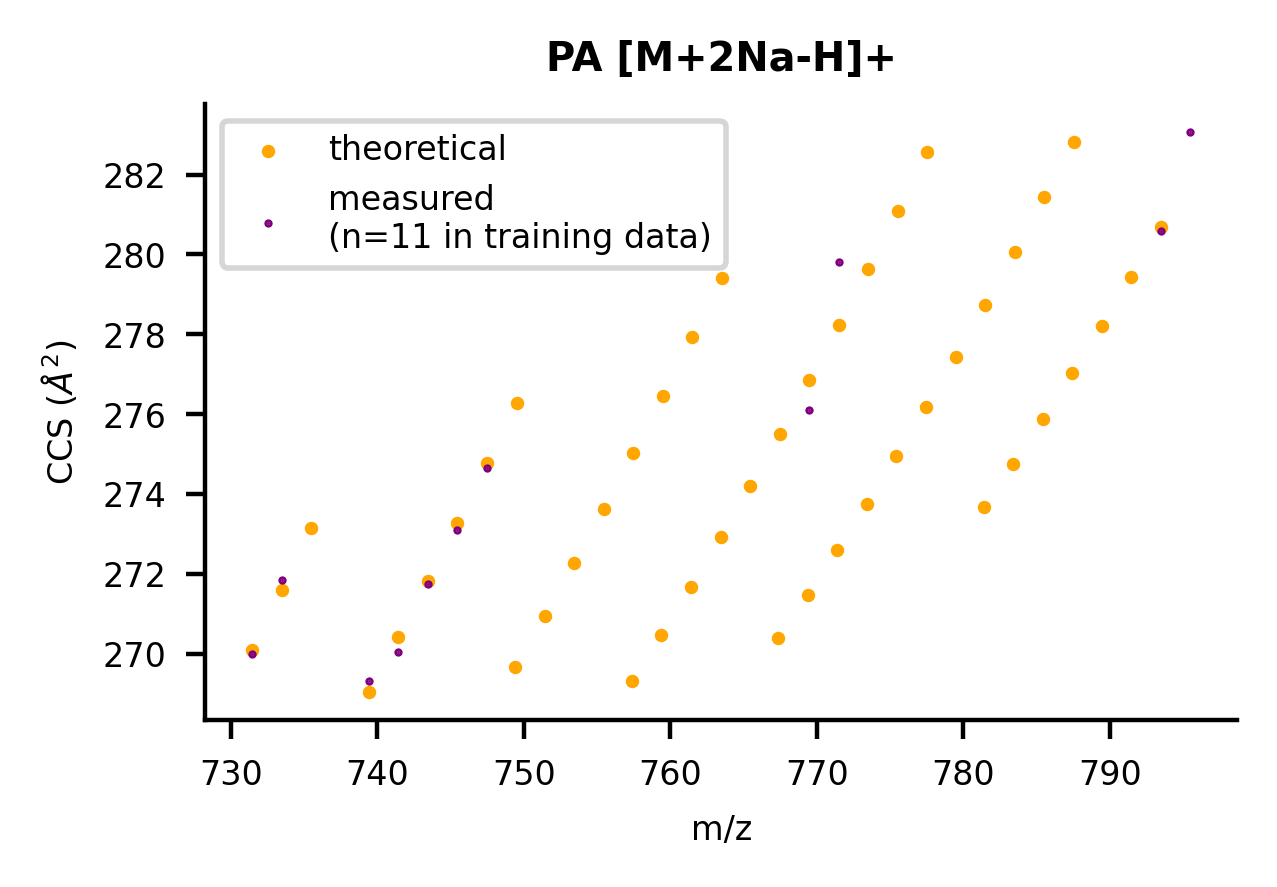 PA [M+2Na-H]+
theoretical
measured
(n=11 in training data)
282
280
278
276
274
272
270
CCS (Å²)
730 740 750 760 770 780 790
m/z